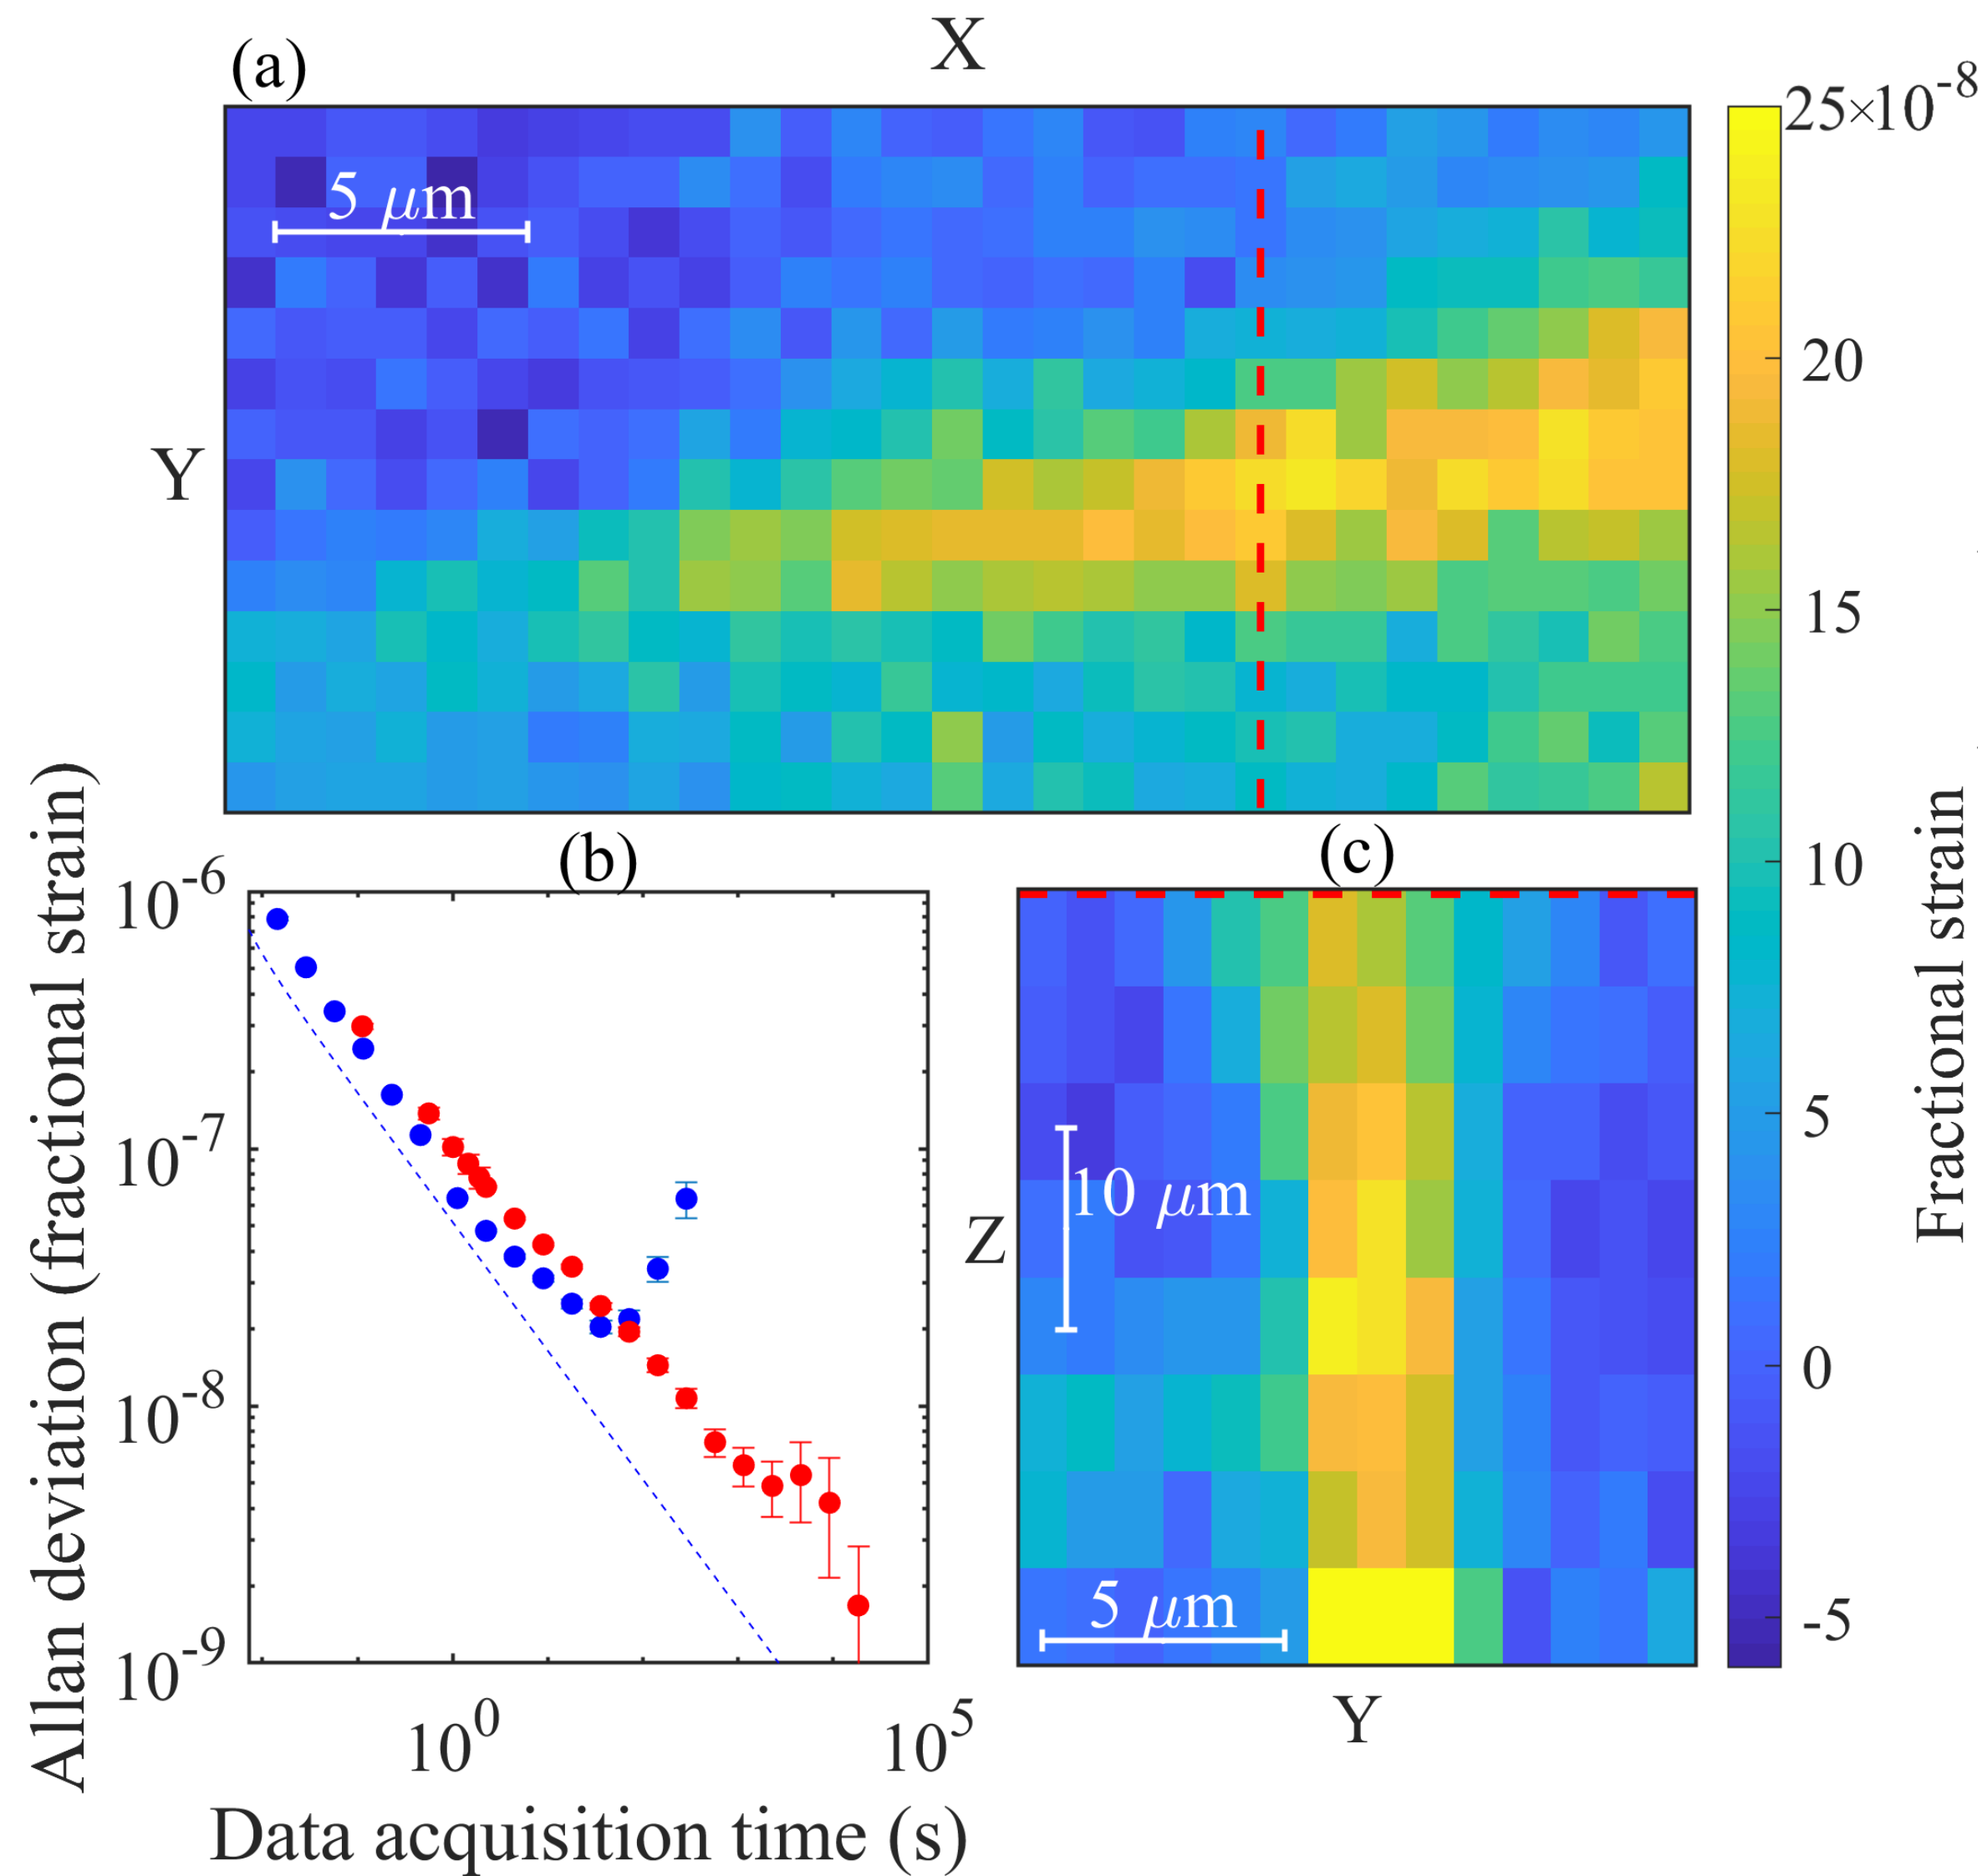 X
(a)
25×10^-8
5 μm
20
Y
15
10
5
0
-5
Fractional strain
(b)
(c)
10^-6
10^-7
10^-8
10^-9
Allan deviation (fractional strain)
10^0
10^5
Data acquisition time (s)
10 μm
Z
5 μm
Y